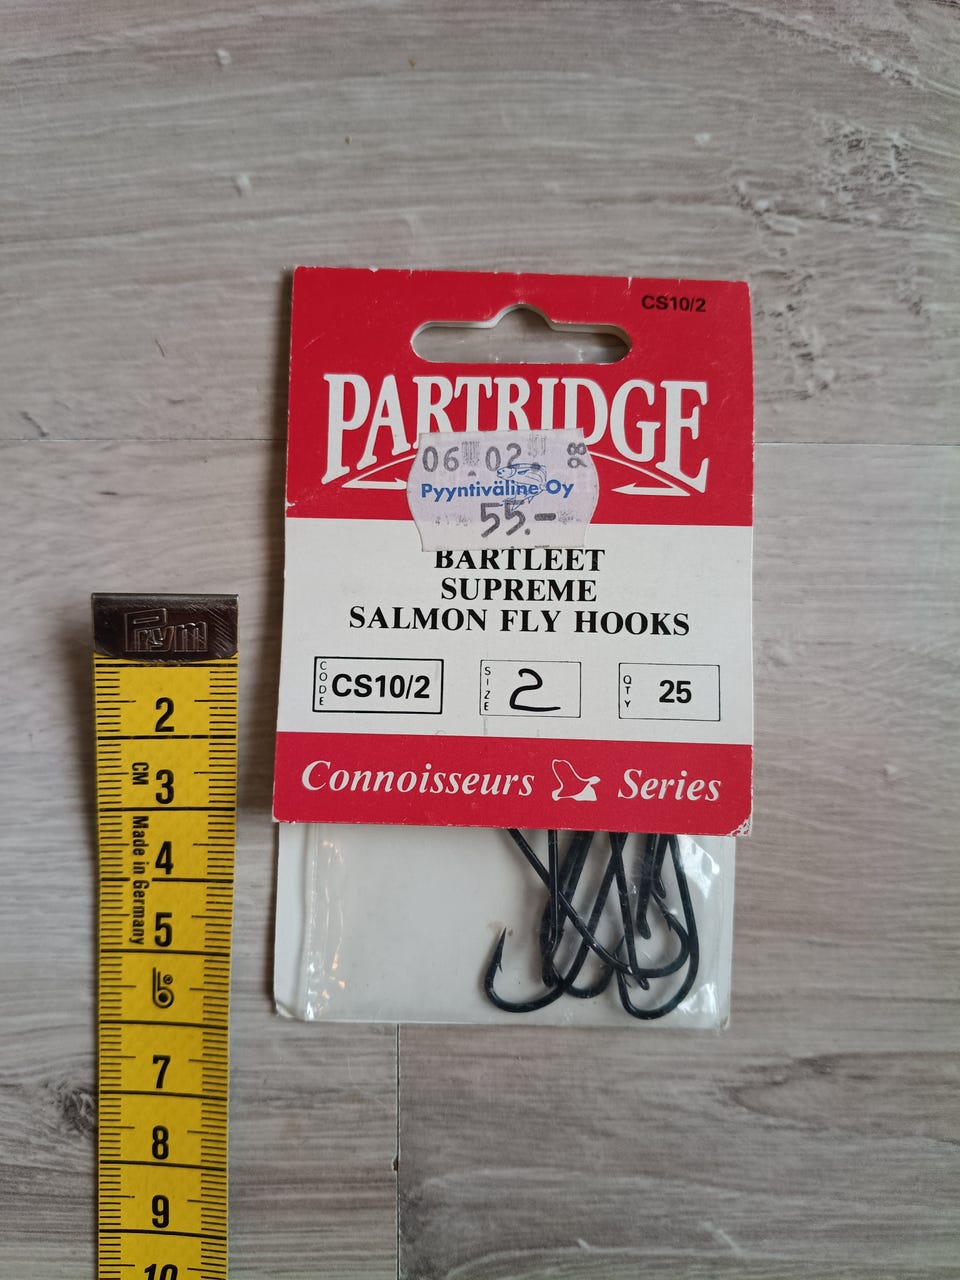 CS10/2
PARTRIDGE
06 02 98
Pyyntiväline Oy
55.-
BARTLEET
SUPREME
SALMON FLY HOOKS
CODE CS10/2 SIZE 2 QTY 25
Connoisseurs Series
Prym
2
3
CM
4
Made in Germany
5
6
7
8
9
10